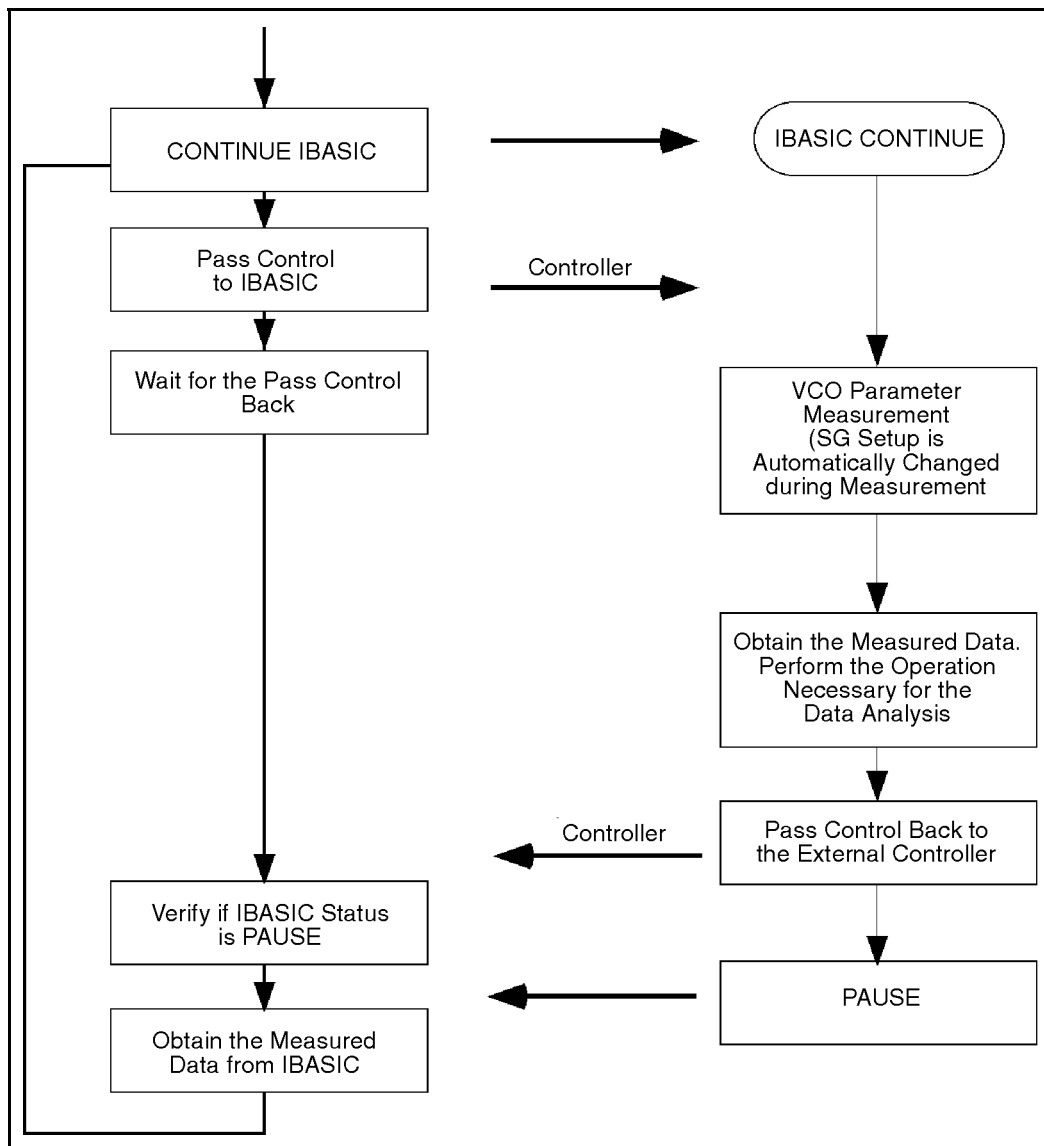 CONTINUE IBASIC
IBASIC CONTINUE
Pass Control
to IBASIC
Controller
Wait for the Pass Control
Back
VCO Parameter
Measurement
(SG Setup is
Automatically Changed
during Measurement
Obtain the Measured Data.
Perform the Operation
Necessary for the
Data Analysis
Controller
Pass Control Back to
the External Controller
Verify if IBASIC Status
is PAUSE
PAUSE
Obtain the Measured
Data from IBASIC